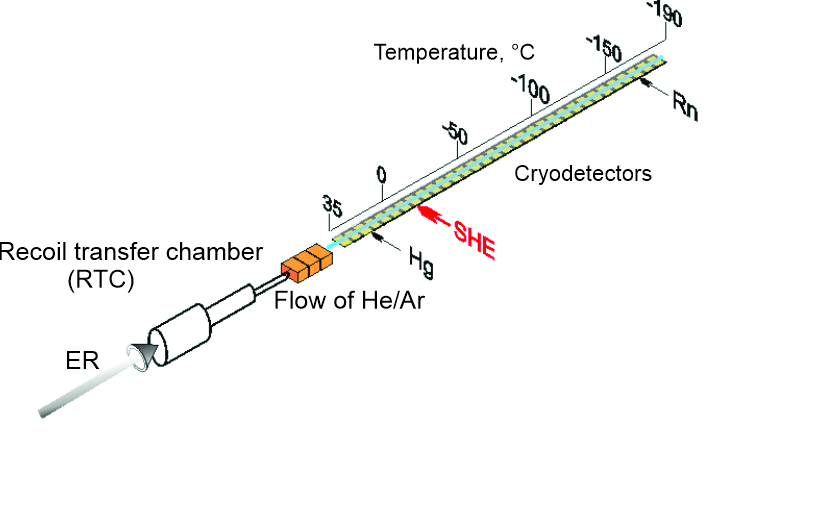 -190
Temperature, °C
-150
-100
Rn
-50
Cryodetectors
0
35
SHE
Recoil transfer chamber
(RTC)
Hg
Flow of He/Ar
ER